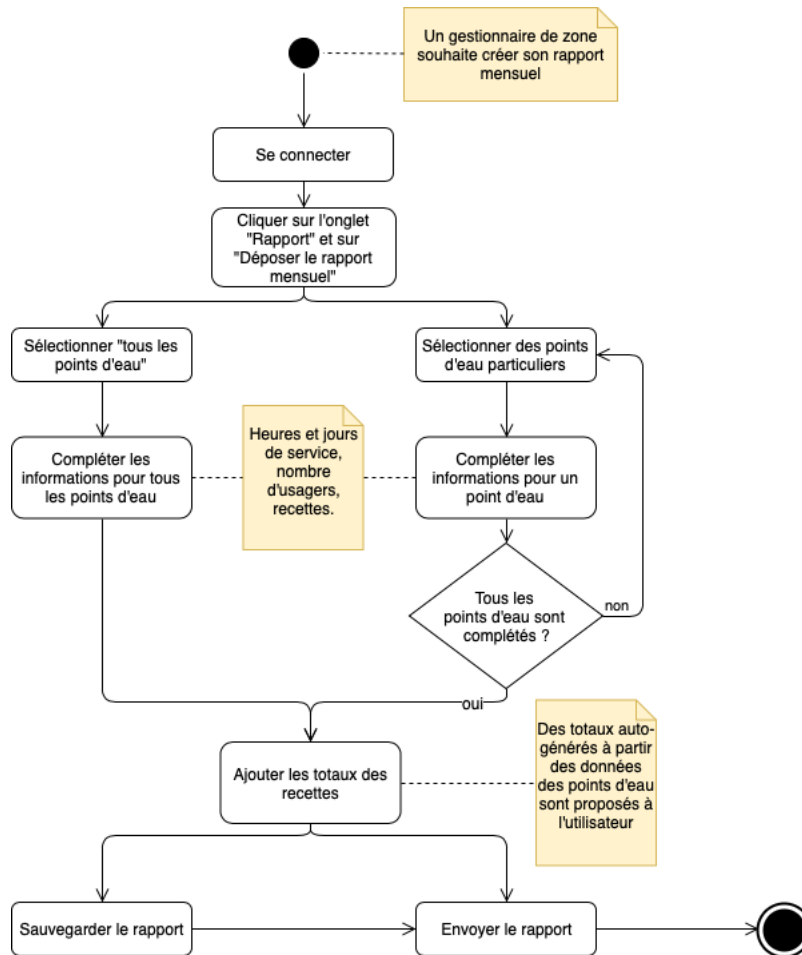 Un gestionnaire de zone
souhaite créer son rapport
mensuel
Se connecter
Cliquer sur l'onglet
"Rapport" et sur
"Déposer le rapport
mensuel"
Sélectionner "tous les
points d'eau"
Sélectionner des points
d'eau particuliers
Compléter les
informations pour tous
les points d'eau
Heures et jours
de service,
nombre
d'usagers,
recettes.
Compléter les
informations pour un
point d'eau
Tous les
points d'eau sont
complétés ?
non
oui
Ajouter les totaux des
recettes
Des totaux auto-
générés à partir
des données
des points d'eau
sont proposés à
l'utilisateur
Sauvegarder le rapport
Envoyer le rapport